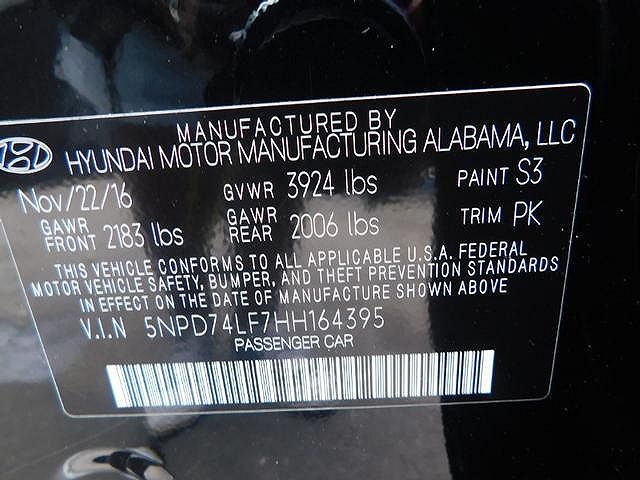 MANUFACTURED BY
HYUNDAI MOTOR MANUFACTURING ALABAMA, LLC
Nov/22/16 GVWR 3924 lbs PAINT S3
GAWR FRONT 2183 lbs GAWR REAR 2006 lbs TRIM PK
THIS VEHICLE CONFORMS TO ALL APPLICABLE U.S.A. FEDERAL
MOTOR VEHICLE SAFETY, BUMPER, AND THEFT PREVENTION STANDARDS
IN EFFECT ON THE DATE OF MANUFACTURE SHOWN ABOVE
V.I.N 5NPD74LF7HH164395
PASSENGER CAR